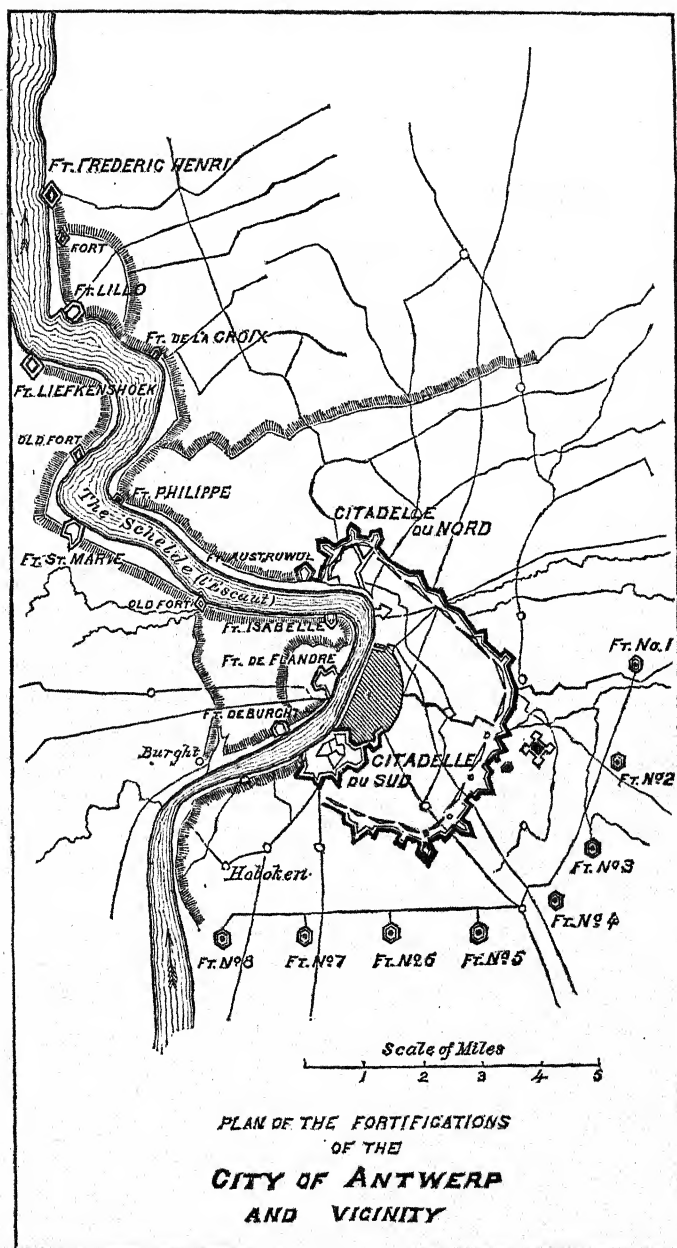 FT. FREDERIC HENRI
FORT
FT. LILLO
FT. DE LA CROIX
FT. LIEFKENSHOEK
OLD FORT
FT. PHILIPPE
The Schelde (L'Escaut)
CITADELLE
DU NORD
FT. AUSTRUWUL
FT. ST. MARIE
OLD FORT
FT. ISABELLE
FT. No. 1
FT. DE FLANDRE
FT. DE BURGHT
Burght
CITADELLE
DU SUD
FT. No 2
FT. No 3
Hoboken
FT. No 4
FT. No 8
FT. No 7
FT. No 6
FT. No 5
Scale of Miles
1 2 3 4 5
PLAN OF THE FORTIFICATIONS
OF THE
CITY OF ANTWERP
AND VICINITY